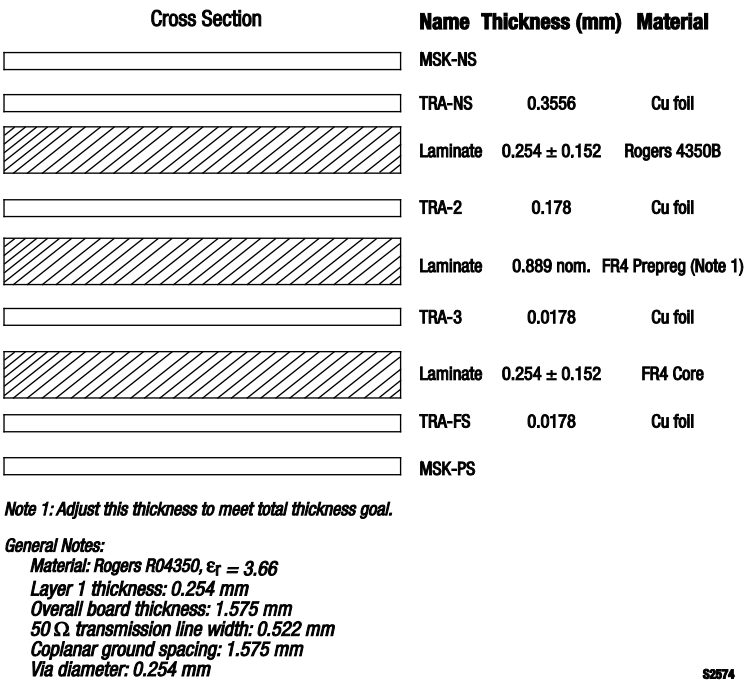 Cross Section Name Thickness (mm) Material
MSK-NS
TRA-NS 0.3556 Cu foil
Laminate 0.254 ± 0.152 Rogers 4350B
TRA-2 0.178 Cu foil
Laminate 0.889 nom. FR4 Prepreg (Note 1)
TRA-3 0.0178 Cu foil
Laminate 0.254 ± 0.152 FR4 Core
TRA-FS 0.0178 Cu foil
MSK-PS
Note 1: Adjust this thickness to meet total thickness goal.
General Notes:
Material: Rogers R04350, εr = 3.66
Layer 1 thickness: 0.254 mm
Overall board thickness: 1.575 mm
50 Ω transmission line width: 0.522 mm
Coplanar ground spacing: 1.575 mm
Via diameter: 0.254 mm
S2574